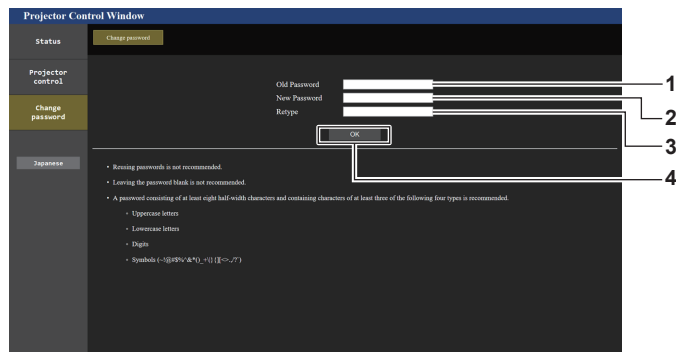 Projector Control Window
Status
Change password
Projector
control
Change
password
Japanese
Old Password
New Password
Retype
OK
1
2
3
4
• Reusing passwords is not recommended.
• Leaving the password blank is not recommended.
• A password consisting of at least eight half-width characters and containing characters of at least three of the following four types is recommended.
• Uppercase letters
• Lowercase letters
• Digits